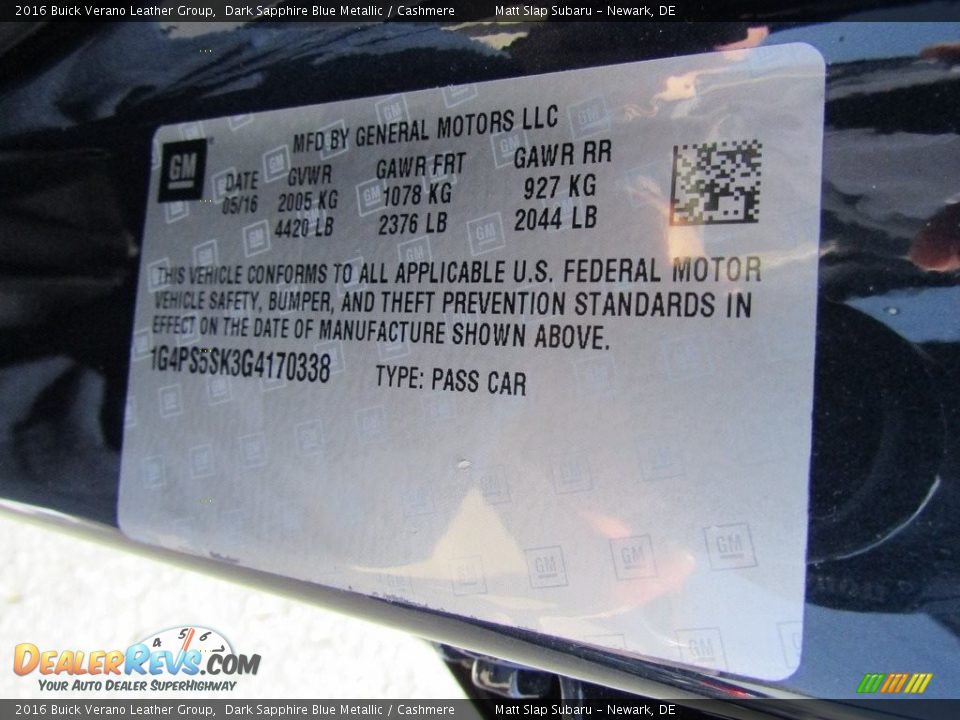 2016 Buick Verano Leather Group, Dark Sapphire Blue Metallic / Cashmere Matt Slap Subaru - Newark, DE
MFD BY GENERAL MOTORS LLC
GM
DATE GVWR GAWR FRT GAWR RR
05/16 2005 KG 1078 KG 927 KG
4420 LB 2376 LB 2044 LB
THIS VEHICLE CONFORMS TO ALL APPLICABLE U.S. FEDERAL MOTOR
VEHICLE SAFETY, BUMPER, AND THEFT PREVENTION STANDARDS IN
EFFECT ON THE DATE OF MANUFACTURE SHOWN ABOVE.
1G4PS5SK3G4170338 TYPE: PASS CAR
4 5 6
DEALERREVS.COM
YOUR AUTO DEALER SUPERHIGHWAY
2016 Buick Verano Leather Group, Dark Sapphire Blue Metallic / Cashmere Matt Slap Subaru - Newark, DE